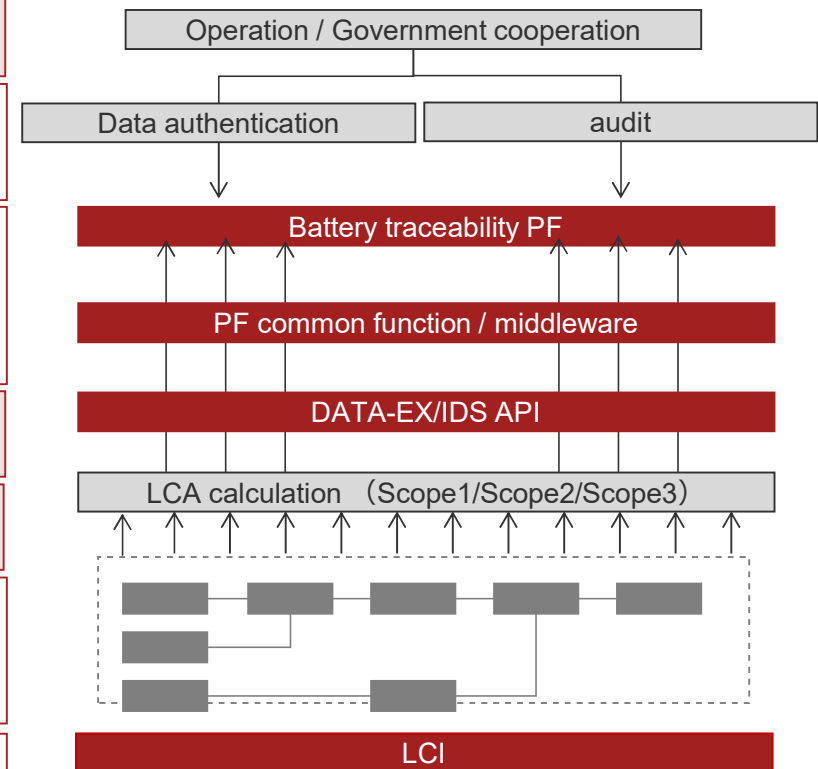 Operation / Government cooperation
Data authentication
audit
Battery traceability PF
PF common function / middleware
DATA-EX/IDS API
LCA calculation （Scope1/Scope2/Scope3）
LCI